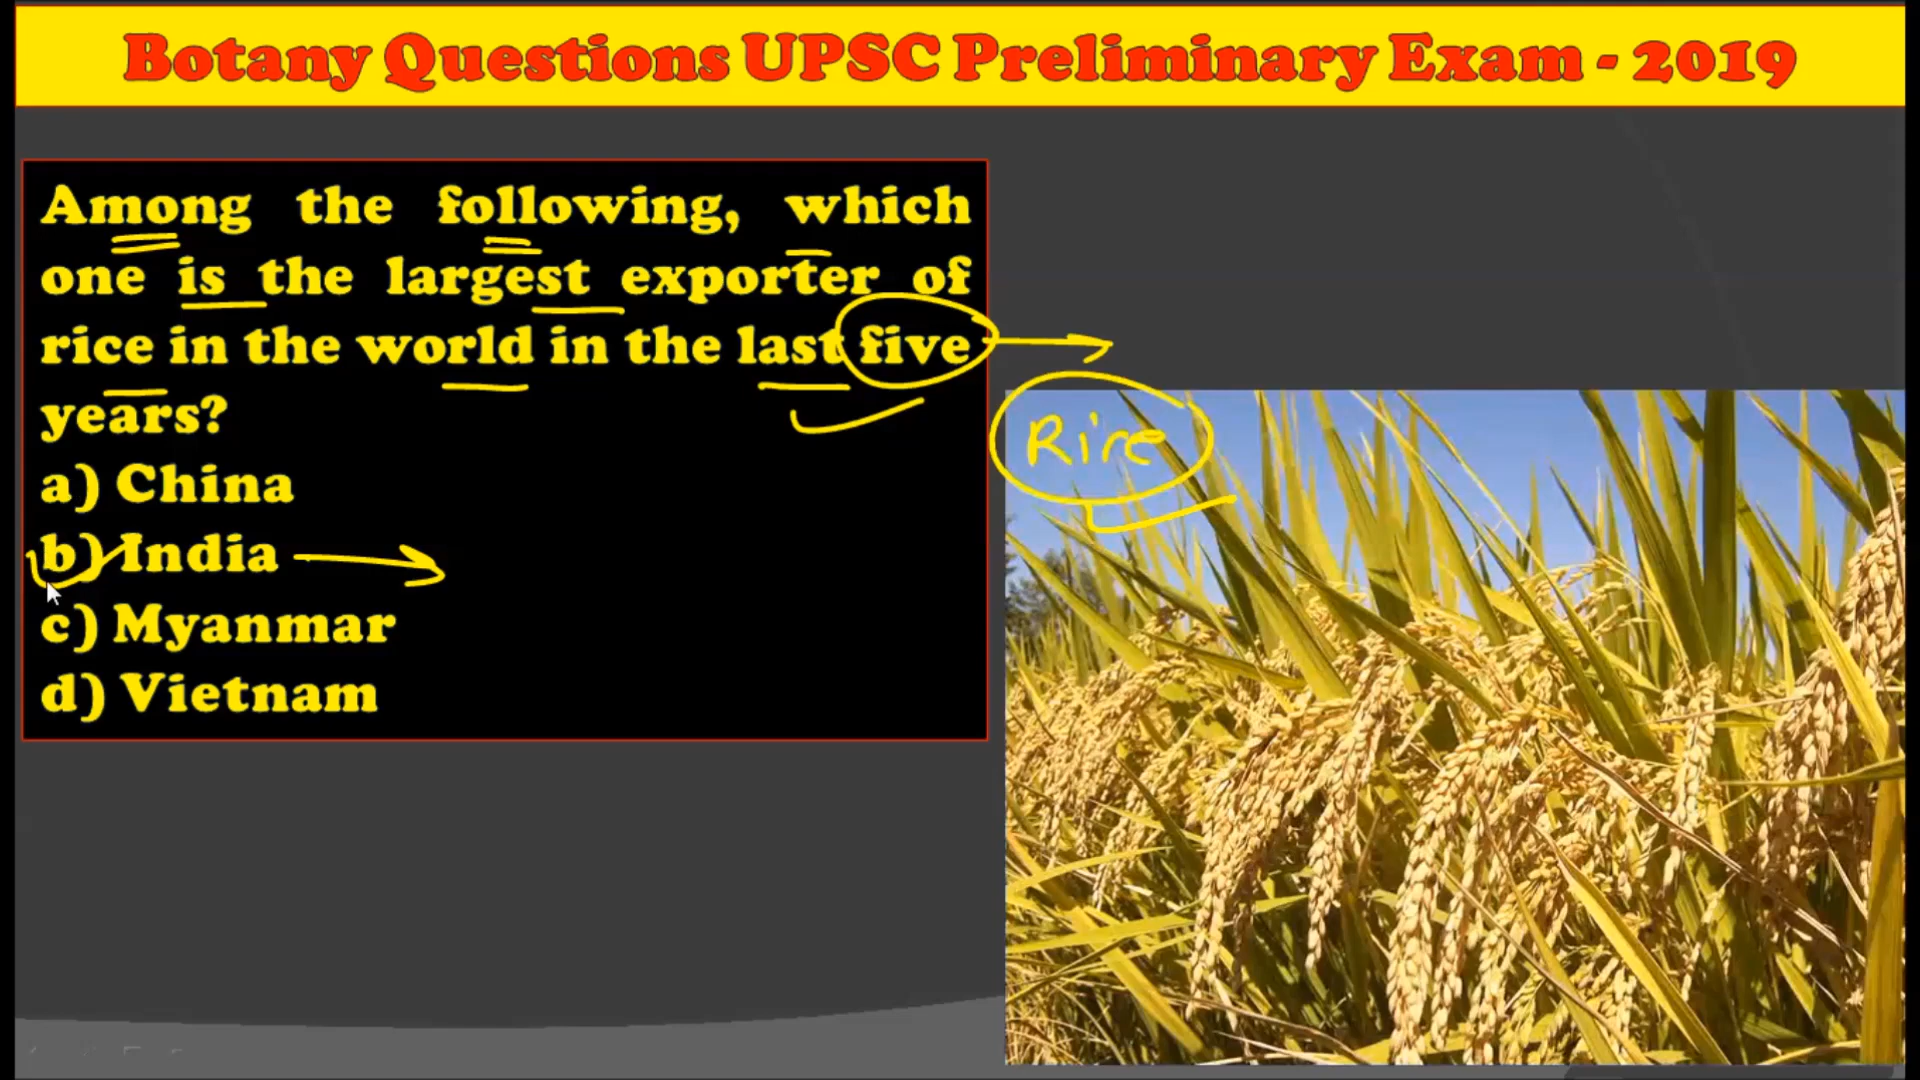 Botany Questions UPSC Preliminary Exam - 2019
Among the following, which
one is the largest exporter of
rice in the world in the last five
years?
a) China
b) India
c) Myanmar
d) Vietnam
Rice